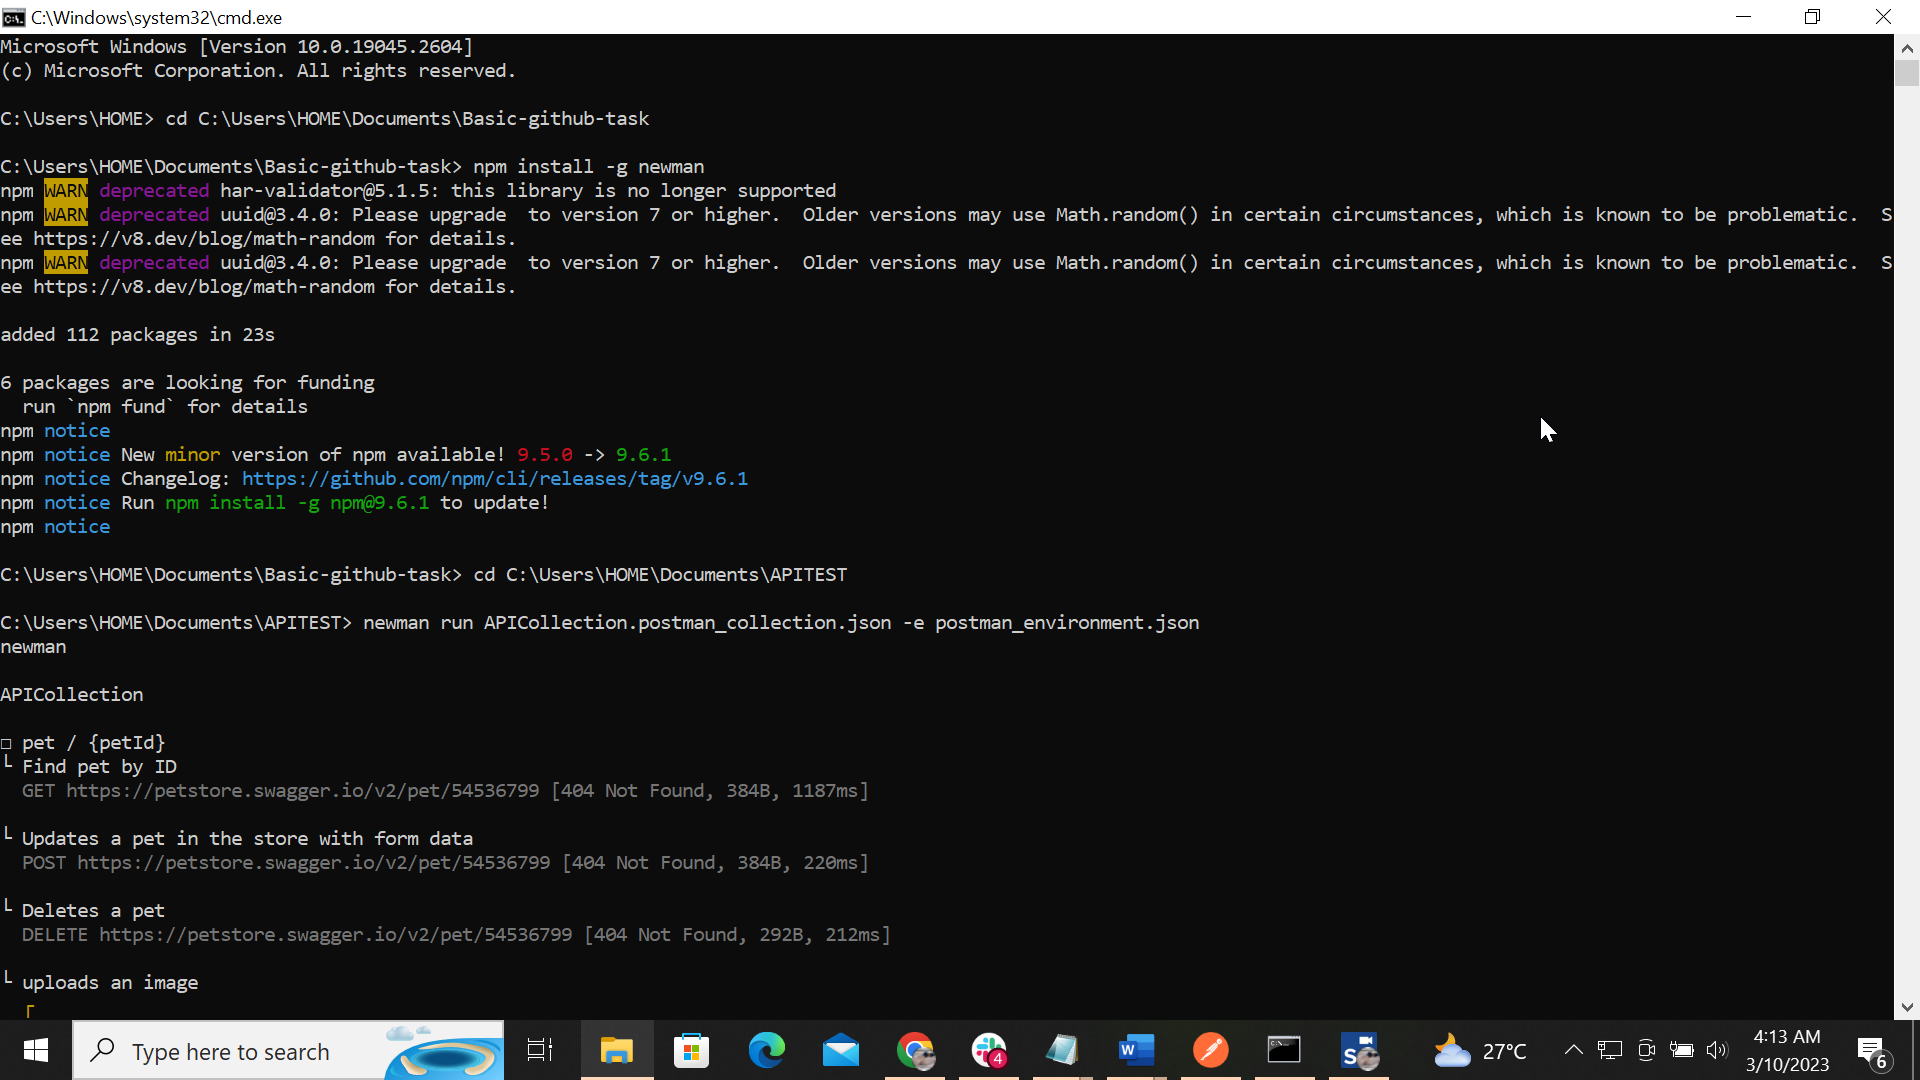 C:\Windows\system32\cmd.exe
Microsoft Windows [Version 10.0.19045.2604]
(c) Microsoft Corporation. All rights reserved.
C:\Users\HOME> cd C:\Users\HOME\Documents\Basic-github-task
C:\Users\HOME\Documents\Basic-github-task> npm install -g newman
npm WARN deprecated har-validator@5.1.5: this library is no longer supported
npm WARN deprecated uuid@3.4.0: Please upgrade  to version 7 or higher.  Older versions may use Math.random() in certain circumstances, which is known to be problematic.  S
ee https://v8.dev/blog/math-random for details.
npm WARN deprecated uuid@3.4.0: Please upgrade  to version 7 or higher.  Older versions may use Math.random() in certain circumstances, which is known to be problematic.  S
ee https://v8.dev/blog/math-random for details.
added 112 packages in 23s
6 packages are looking for funding
  run `npm fund` for details
npm notice
npm notice New minor version of npm available! 9.5.0 -> 9.6.1
npm notice Changelog: https://github.com/npm/cli/releases/tag/v9.6.1
npm notice Run npm install -g npm@9.6.1 to update!
npm notice
C:\Users\HOME\Documents\Basic-github-task> cd C:\Users\HOME\Documents\APITEST
C:\Users\HOME\Documents\APITEST> newman run APICollection.postman_collection.json -e postman_environment.json
newman
APICollection
□ pet / {petId}
└ Find pet by ID
  GET https://petstore.swagger.io/v2/pet/54536799 [404 Not Found, 384B, 1187ms]
└ Updates a pet in the store with form data
  POST https://petstore.swagger.io/v2/pet/54536799 [404 Not Found, 384B, 220ms]
└ Deletes a pet
  DELETE https://petstore.swagger.io/v2/pet/54536799 [404 Not Found, 292B, 212ms]
└ uploads an image
  ┌
Type here to search
4
27°C
4:13 AM
3/10/2023
6